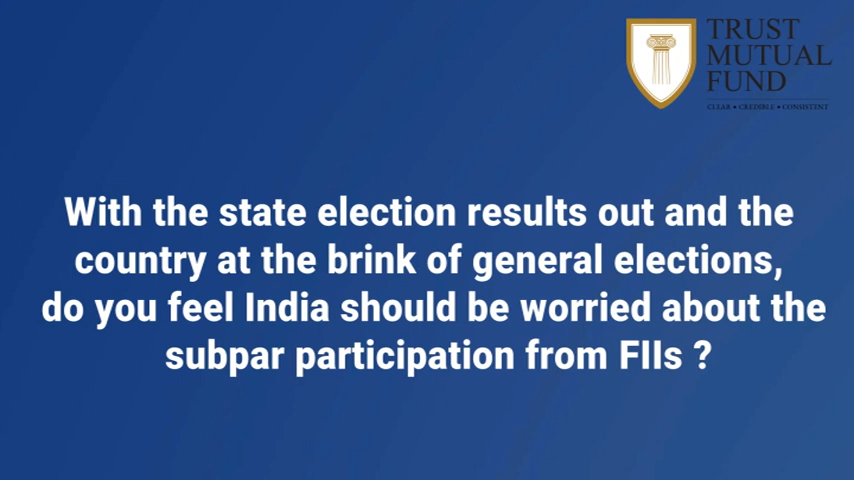 TRUST
MUTUAL
FUND
CLEAR • CREDIBLE • CONSISTENT
With the state election results out and the
country at the brink of general elections,
do you feel India should be worried about the
subpar participation from FIIs ?